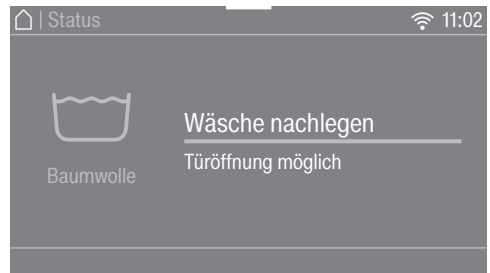 | Status
11:02
Wäsche nachlegen
Türöffnung möglich
Baumwolle